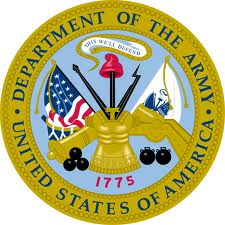 DEPARTMENT OF THE ARMY
THIS WE'LL DEFEND
1775
UNITED STATES OF AMERICA